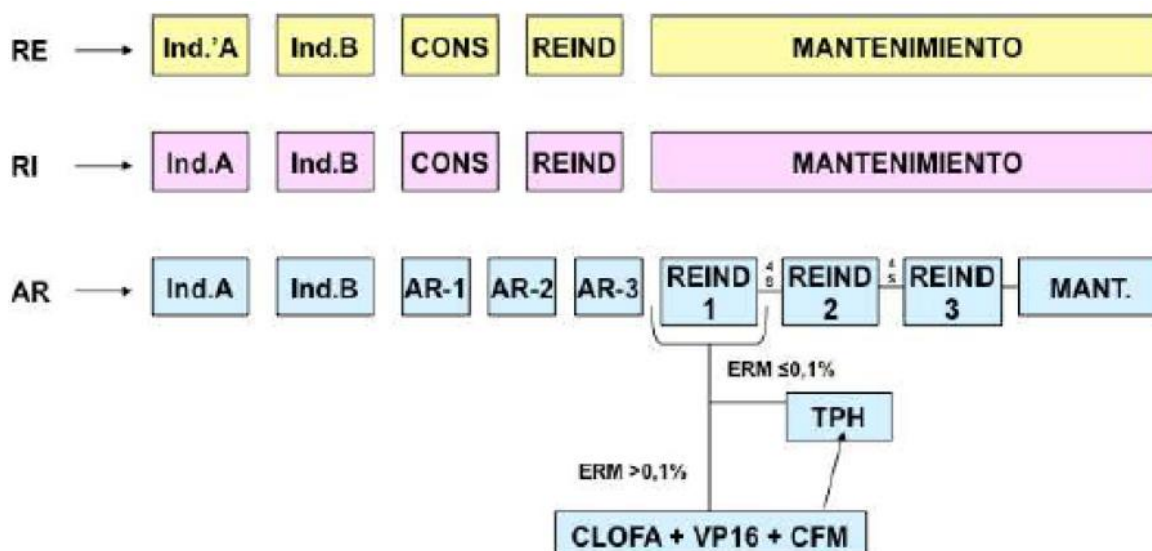 RE Ind.'A Ind.B CONS REIND MANTENIMIENTO
RI Ind.A Ind.B CONS REIND MANTENIMIENTO
AR Ind.A Ind.B AR-1 AR-2 AR-3 REIND 1 REIND 2 REIND 3 MANT.
ERM ≤0,1%
TPH
ERM >0,1%
CLOFA + VP16 + CFM